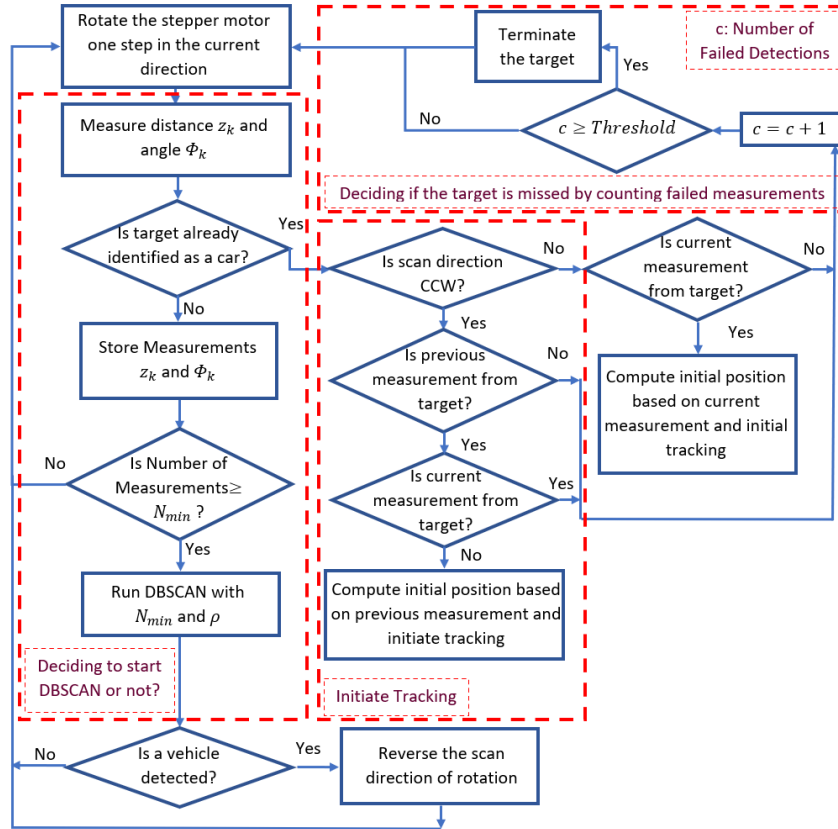 Rotate the stepper motor
one step in the current
direction
Terminate
the target
c: Number of
Failed Detections
Yes
No
c ≥ Threshold
c = c + 1
Deciding if the target is missed by counting failed measurements
Measure distance z_k and
angle Φ_k
Yes
Is target already
identified as a car?
No
Is scan direction
CCW?
No
Is current
measurement
from target?
No
Yes
Yes
Store Measurements
z_k and Φ_k
Is previous
measurement from
target?
No
Compute initial position
based on current
measurement and initial
tracking
Yes
No
Is Number of
Measurements≥
N_min ?
Is current
measurement from
target?
Yes
Yes
No
Run DBSCAN with
N_min and ρ
Compute initial position based
on previous measurement and
initiate tracking
Deciding to start
DBSCAN or not?
Initiate Tracking
No
Is a vehicle
detected?
Yes
Reverse the scan
direction of rotation